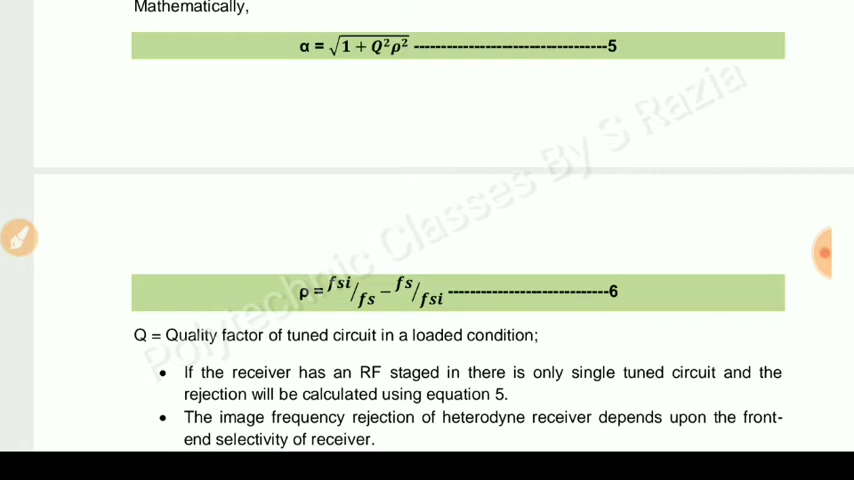 Mathematically,
α = √1 + Q²ρ² ------------------------------------5
Polytechnic Classes By S Razia
ρ = fsi/fs − fs/fsi ------------------------------6
Q = Quality factor of tuned circuit in a loaded condition;
• If the receiver has an RF staged in there is only single tuned circuit and the
rejection will be calculated using equation 5.
• The image frequency rejection of heterodyne receiver depends upon the front-
end selectivity of receiver.